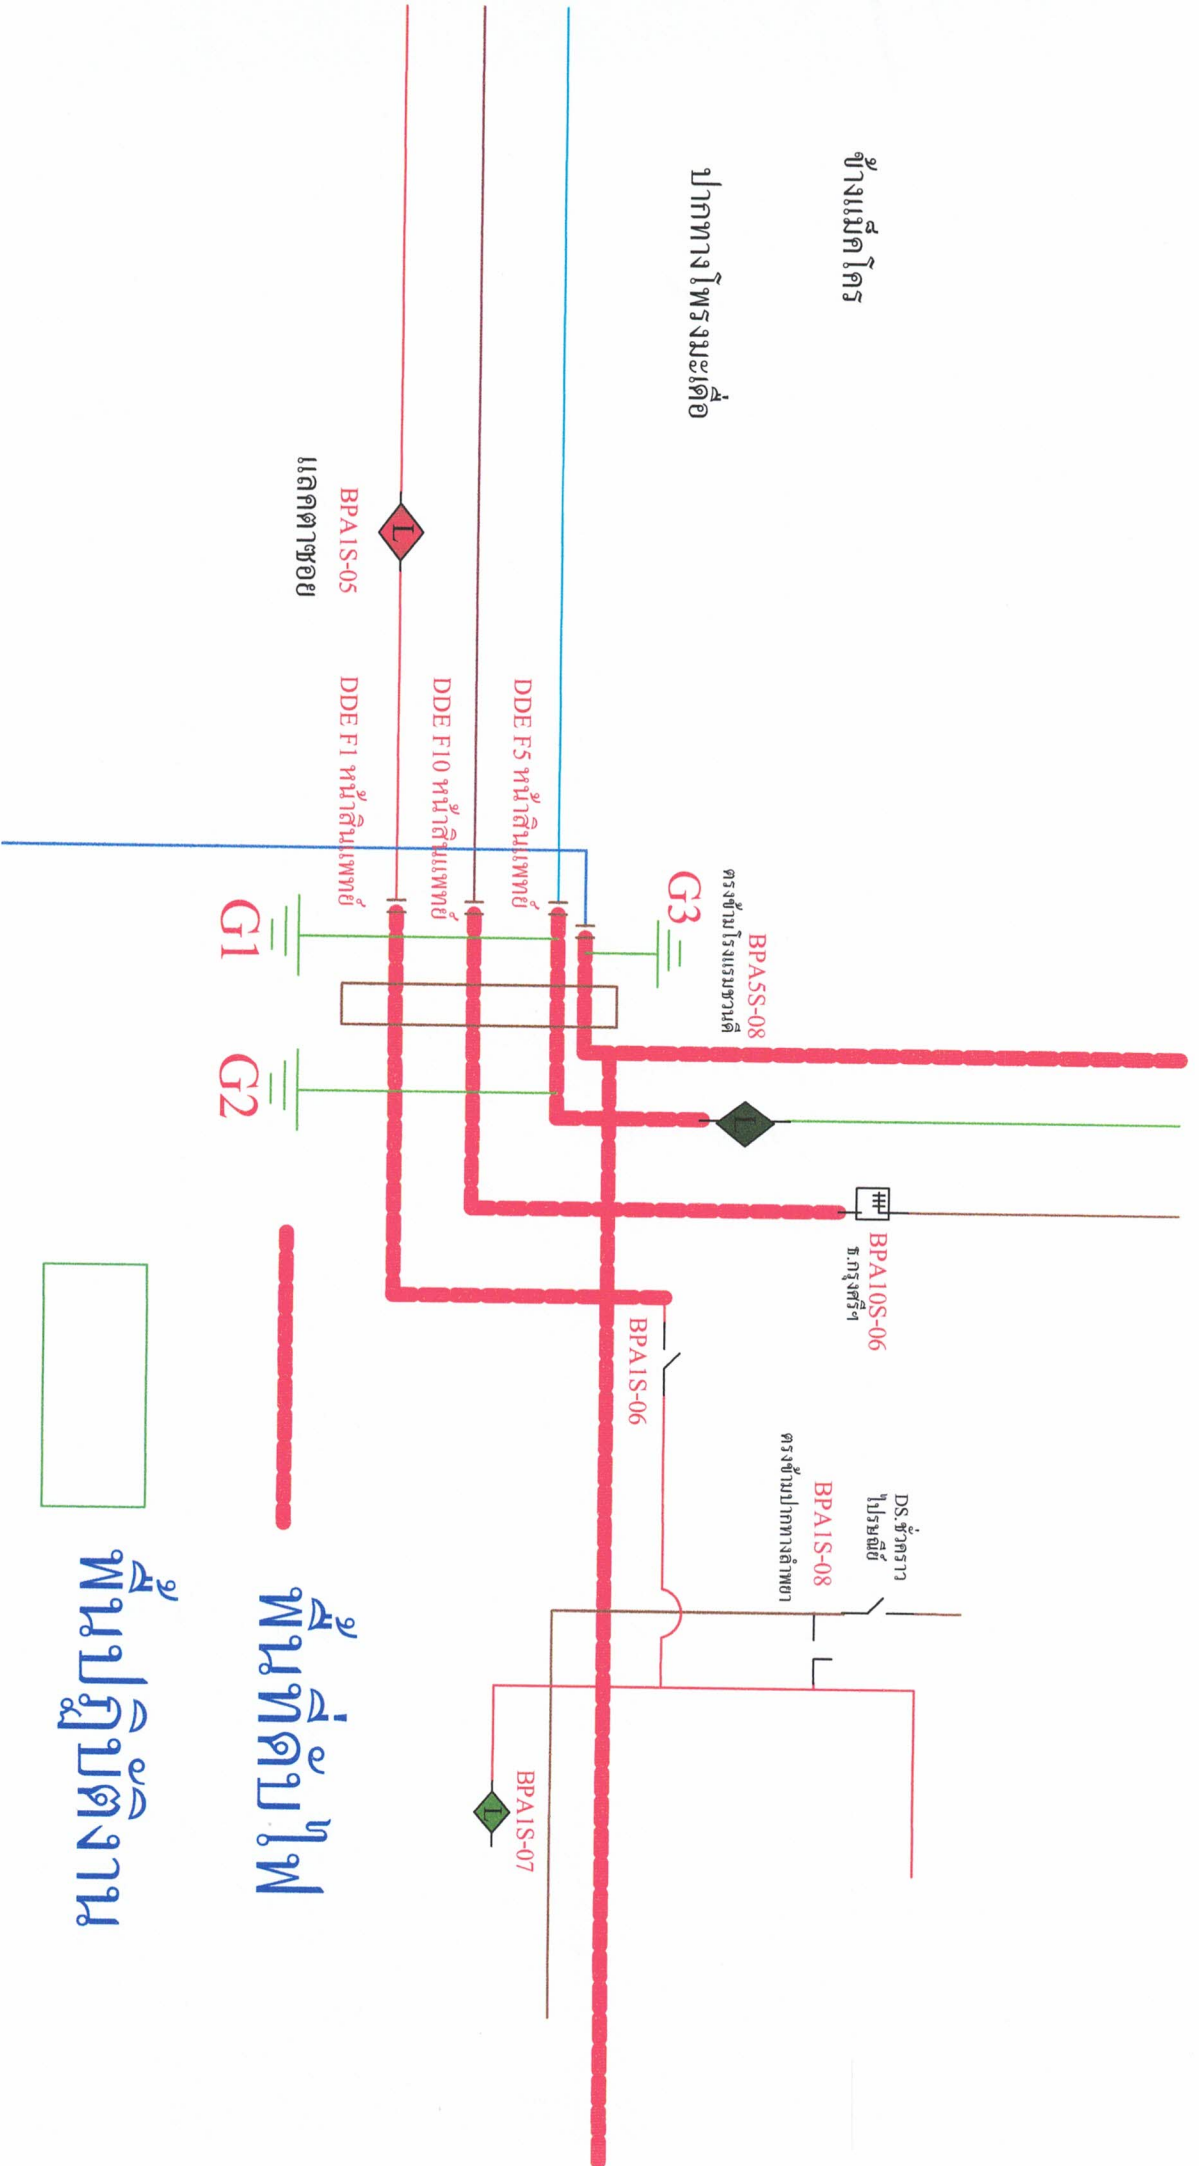 ข้างแม็คโคร
ปากทางโพรงมะเดื่อ
BPA1S-05
แลคตาซอย
L
DDE F5 หน้าสินแพทย์
DDE F10 หน้าสินแพทย์
DDE F1 หน้าสินแพทย์
G3
G1
G2
BPA5S-08
ตรงข้ามโรงแรมชวนดี
L
BPA10S-06
ธ.กรุงศรีฯ
BPA1S-06
DS.ชั่วคราว
ไปรษณีย์
BPA1S-08
ตรงข้ามปากทางลำพยา
BPA1S-07
L
พื้นที่ดับไฟ
พื้นปฏิบัติงาน